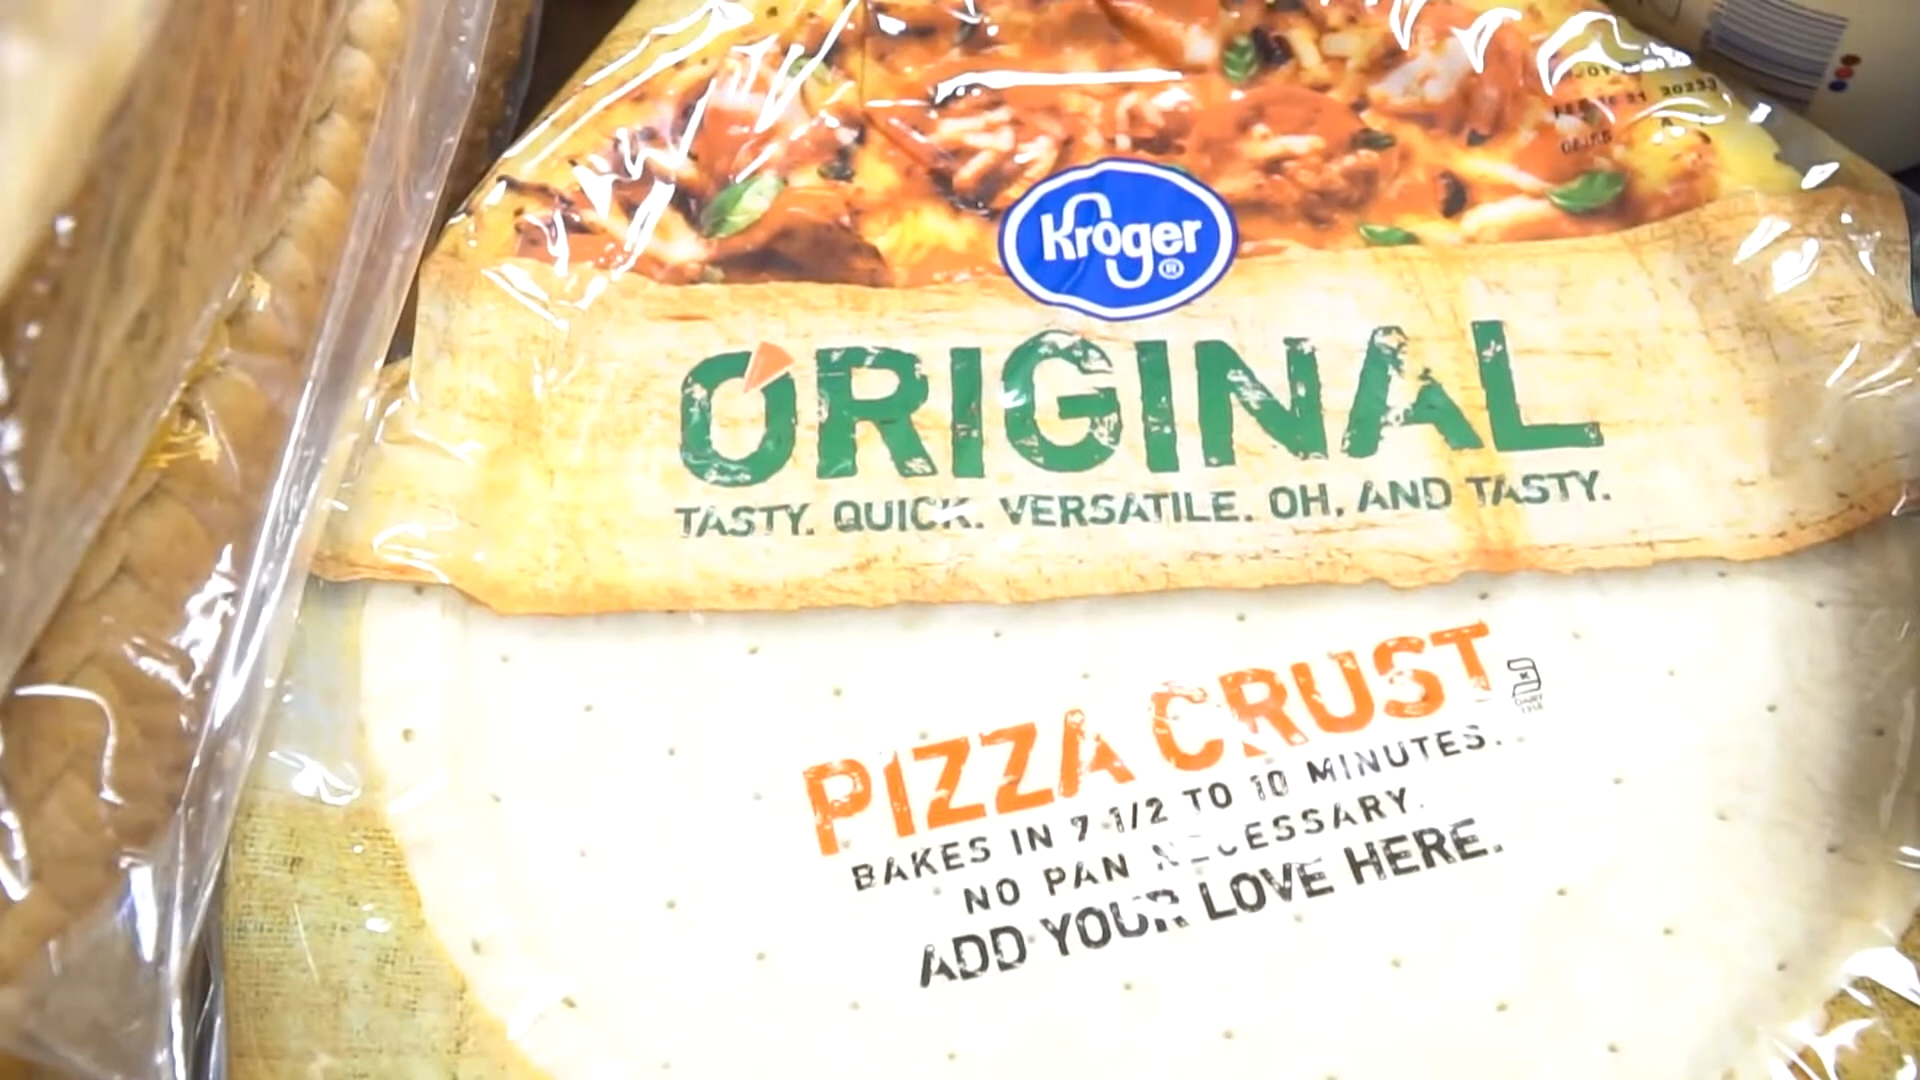 Kroger®
ORIGINAL
TASTY. QUICK. VERSATILE. OH, AND TASTY.
PIZZA CRUST
BAKES IN 7-1/2 TO 10 MINUTES.
NO PAN NECESSARY.
ADD YOUR LOVE HERE.